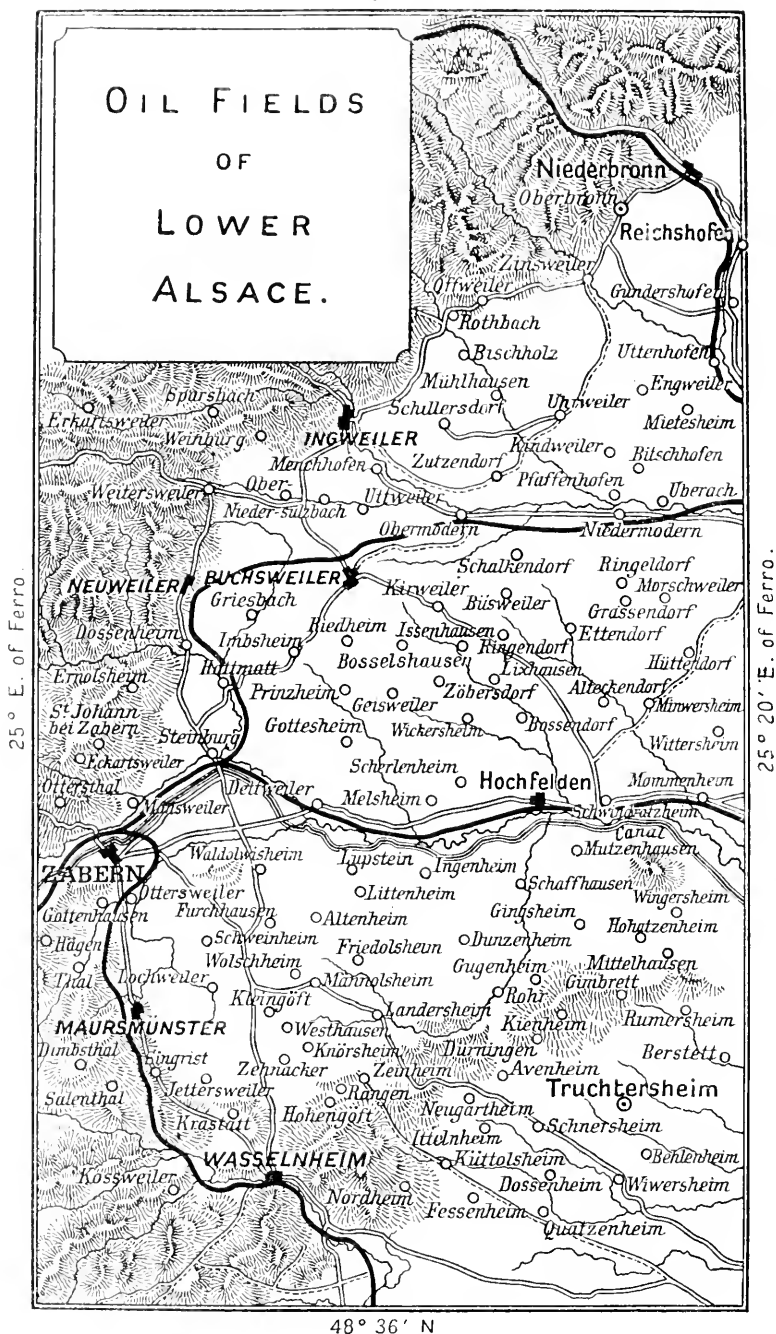 OIL FIELDS
OF
LOWER
ALSACE.
Niederbronn
Oberbronn
Reichshofen
Zinsweiler
Offweiler
Gundershofen
Rothbach
Bischholz
Uttenhofen
Mühlhausen
Engweiler
Sparsbach
Erkartsweiler
Schillersdorf
Uhrweiler
Mietesheim
Weinburg
INGWEILER
Kindweiler
Bitschhofen
Menchhofen
Zutzendorf
Pfaffenhofen
Weitersweiler
Ober-
Uttweiler
Uberach
Nieder-sulzbach
Obermodern
Niedermodern
Schalkendorf
Ringeldorf
NEUWEILER
BUCHSWEILER
Kirweiler
Morschweiler
Griesbach
Büsweiler
Grassendorf
Dossenheim
Imbsheim
Riedheim
Issenhausen
Ringendorf
Ettendorf
Bosselshausen
Lixhausen
Hüttendorf
Ernolsheim
Hattmatt
Prinzheim
Geisweiler
Zöbersdorf
Alteckendorf
Minwersheim
St Johann
bei Zabern
Steinburg
Gottesheim
Wickersheim
Bossendorf
Wittersheim
Eckartsweiler
Scherlenheim
Hochfelden
Ottersthal
Monsweiler
Dettweiler
Melsheim
Mommenheim
Schwindratzheim
Canal
Mutzenhausen
ZABERN
Waldolwisheim
Lupstein
Ingenheim
Ottersweiler
Littenheim
Schaffhausen
Wingersheim
Gottenhausen
Furchhausen
Altenheim
Gingsheim
Hohatzenheim
Hägen
Schweinheim
Friedolsheim
Dunzenheim
Mittelhausen
Thal
Lochweiler
Wolschheim
Männolsheim
Gugenheim
Gimbrett
Kleingöft
Landersheim
Rohr
MAURSMÜNSTER
Westhausen
Kienheim
Rumersheim
Dimbsthal
Singrist
Knörsheim
Dürningen
Berstett
Zehnacker
Zeinheim
Avenheim
Salenthal
Jettersweiler
Rangen
Truchtersheim
Krastatt
Hohengöft
Neugartheim
Schnersheim
Ittelnheim
WASSELNHEIM
Küttolsheim
Behlenheim
Kossweiler
Nordheim
Dossenheim
Wiwersheim
Fessenheim
Quatzenheim
25° E. of Ferro.
25° 20' E. of Ferro.
48° 36' N